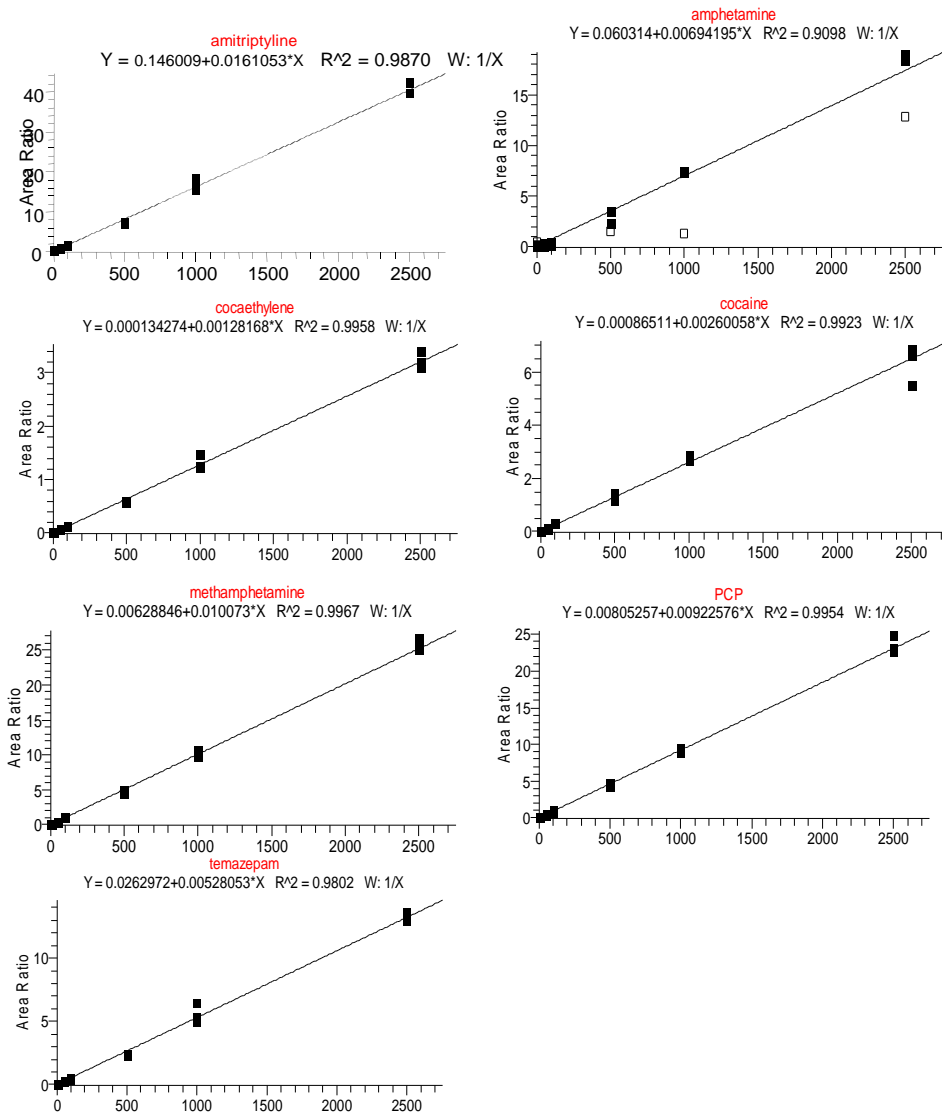 amitriptyline
Y = 0.146009+0.0161053*X R^2 = 0.9870 W: 1/X
Area Ratio
40
30
20
10
0
0 500 1000 1500 2000 2500
amphetamine
Y = 0.060314+0.00694195*X R^2 = 0.9098 W: 1/X
Area Ratio
15
10
5
0
0 500 1000 1500 2000 2500
cocaethylene
Y = 0.000134274+0.00128168*X R^2 = 0.9958 W: 1/X
Area Ratio
3
2
1
0
0 500 1000 1500 2000 2500
cocaine
Y = 0.00086511+0.00260058*X R^2 = 0.9923 W: 1/X
Area Ratio
6
4
2
0
0 500 1000 1500 2000 2500
methamphetamine
Y = 0.00628846+0.010073*X R^2 = 0.9967 W: 1/X
Area Ratio
25
20
15
10
5
0
0 500 1000 1500 2000 2500
PCP
Y = 0.00805257+0.00922576*X R^2 = 0.9954 W: 1/X
Area Ratio
25
20
15
10
5
0
0 500 1000 1500 2000 2500
temazepam
Y = 0.0262972+0.00528053*X R^2 = 0.9802 W: 1/X
Area Ratio
10
5
0
0 500 1000 1500 2000 2500